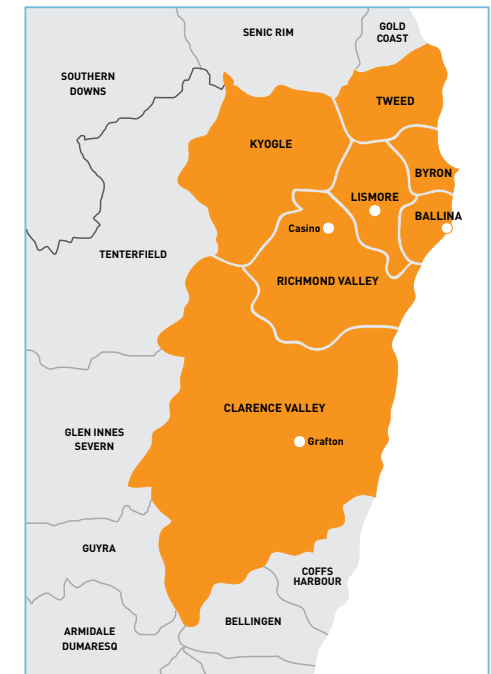 GOLD
COAST
SENIC RIM
SOUTHERN
DOWNS
TWEED
KYOGLE
BYRON
LISMORE
BALLINA
Casino
TENTERFIELD
RICHMOND VALLEY
CLARENCE VALLEY
GLEN INNES
SEVERN
Grafton
GUYRA
COFFS
HARBOUR
BELLINGEN
ARMIDALE
DUMARESQ